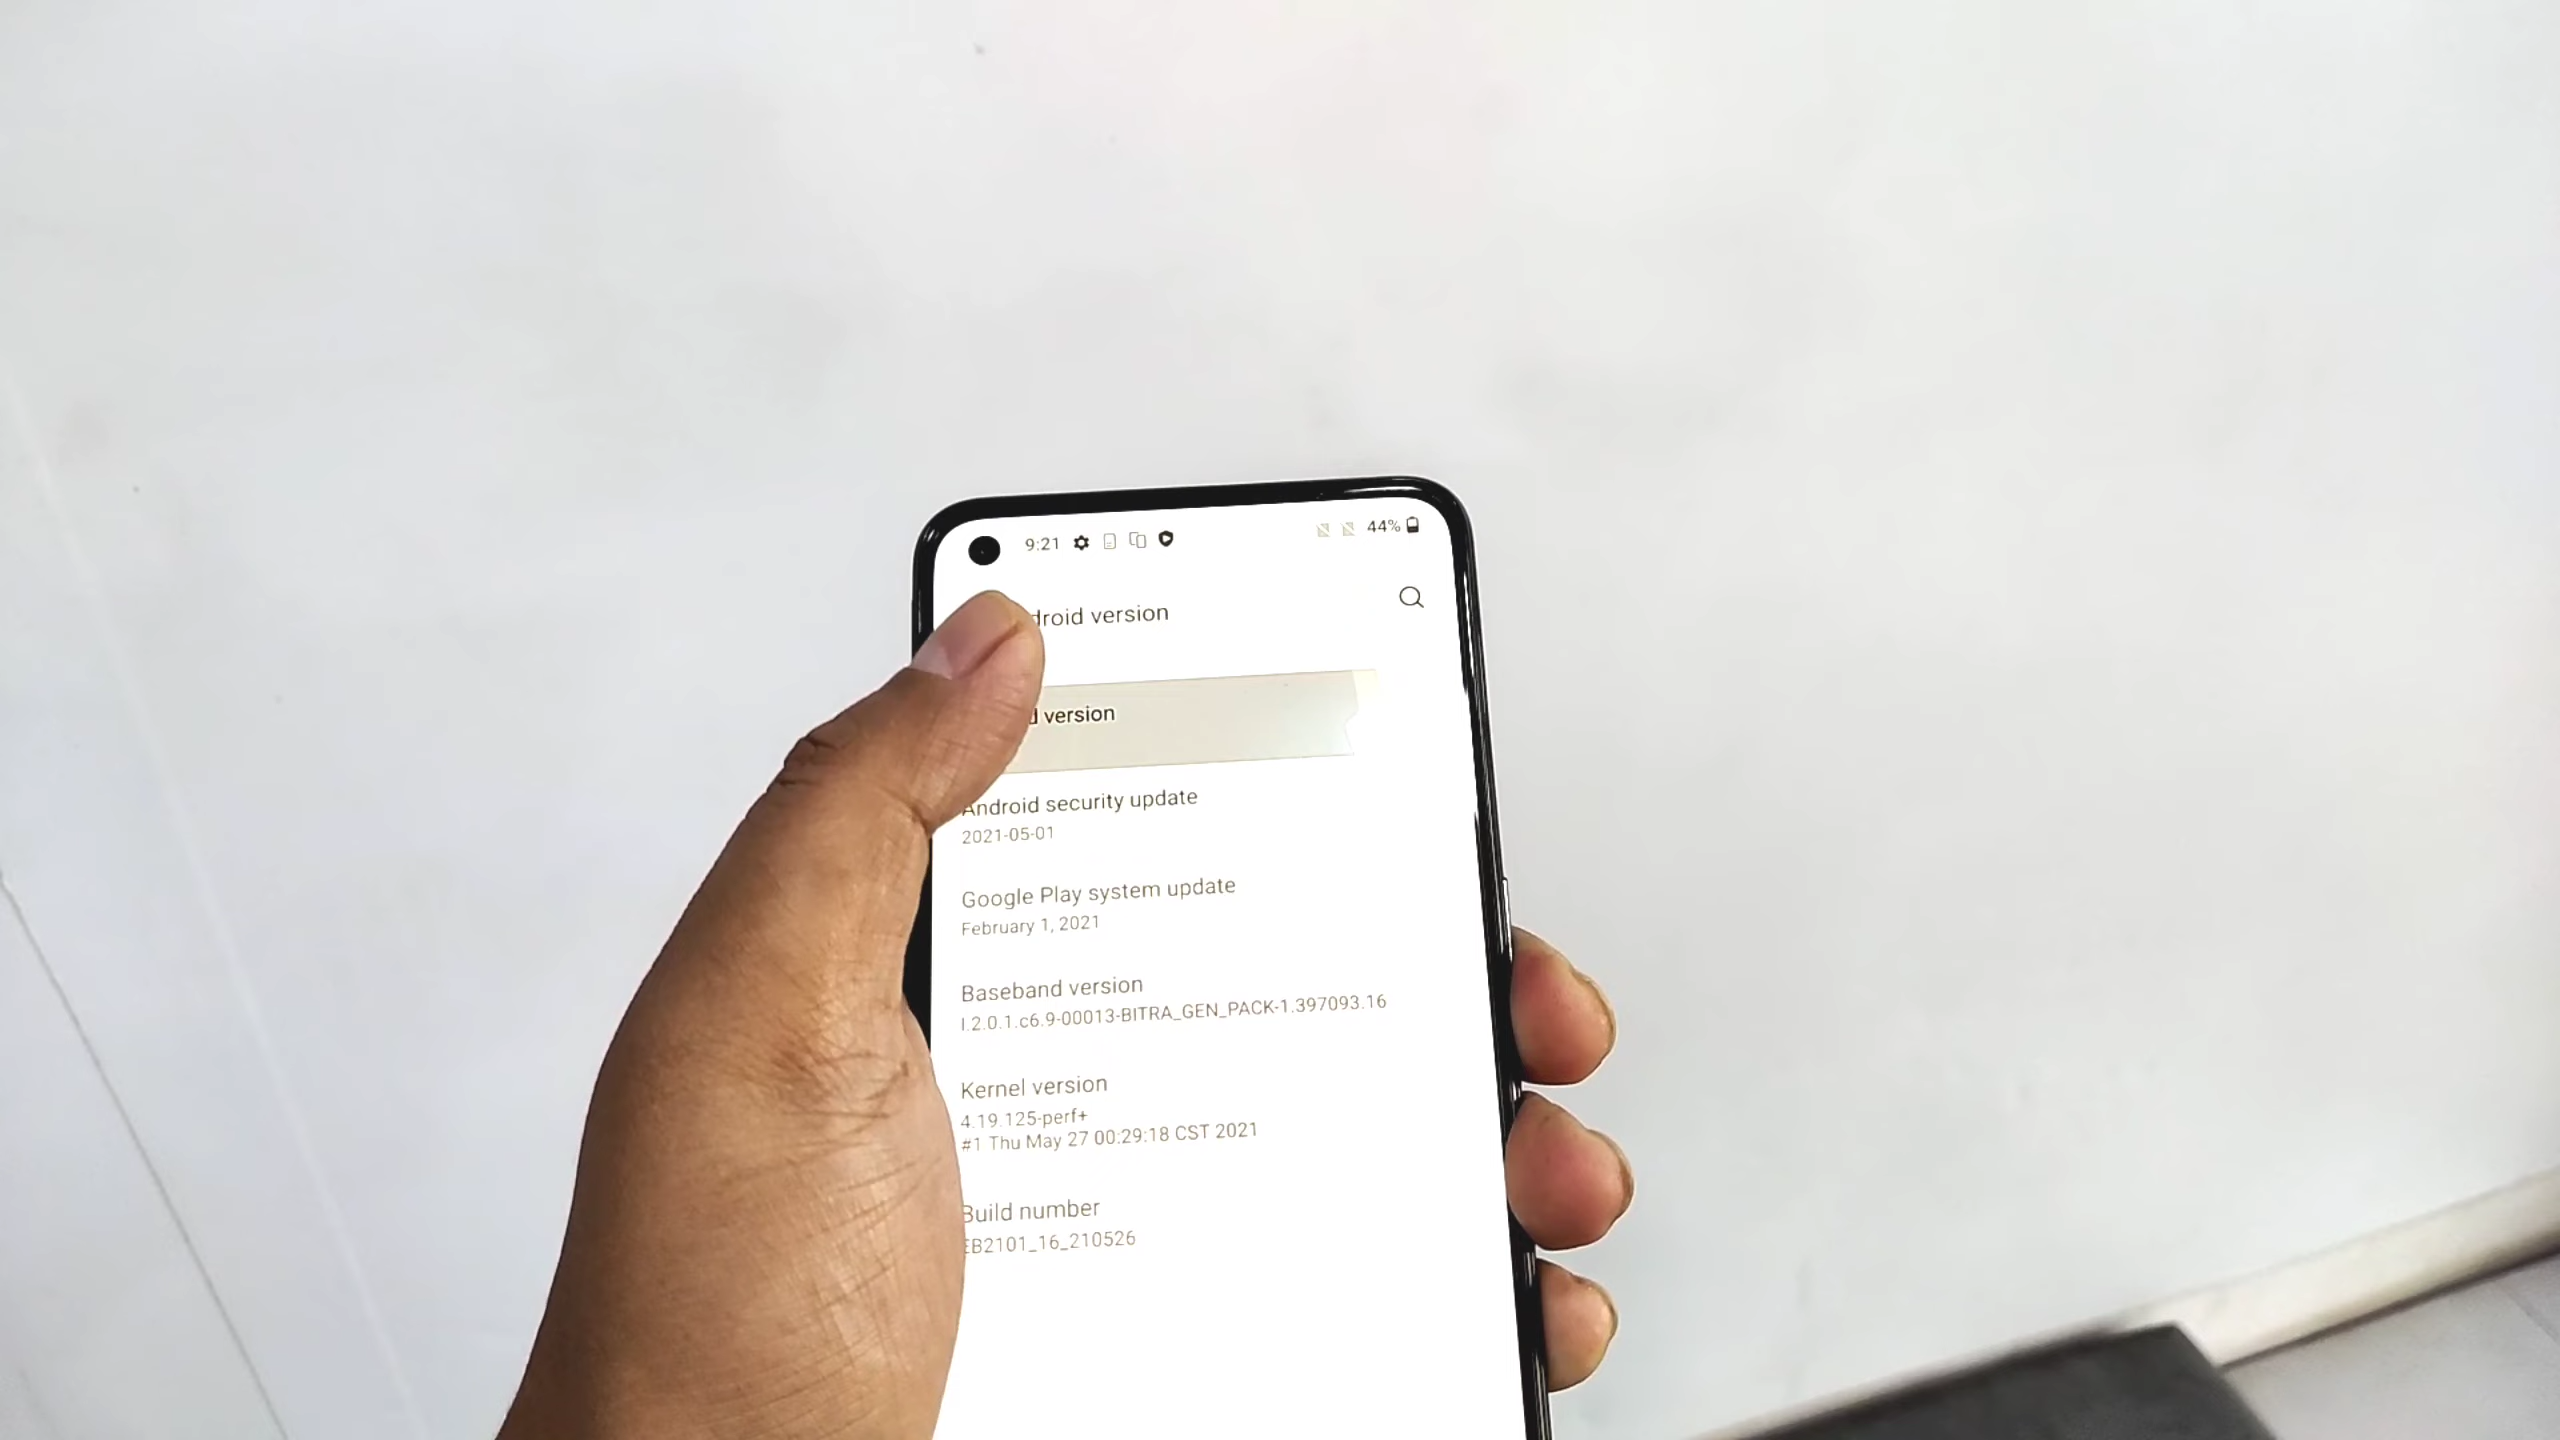 9:21
44%
droid version
d version
Android security update
2021-05-01
Google Play system update
February 1, 2021
Baseband version
I.2.0.1.c6.9-00013-BITRA_GEN_PACK-1.397093.16
Kernel version
4.19.125-perf+
#1 Thu May 27 00:29:18 CST 2021
Build number
EB2101_16_210526